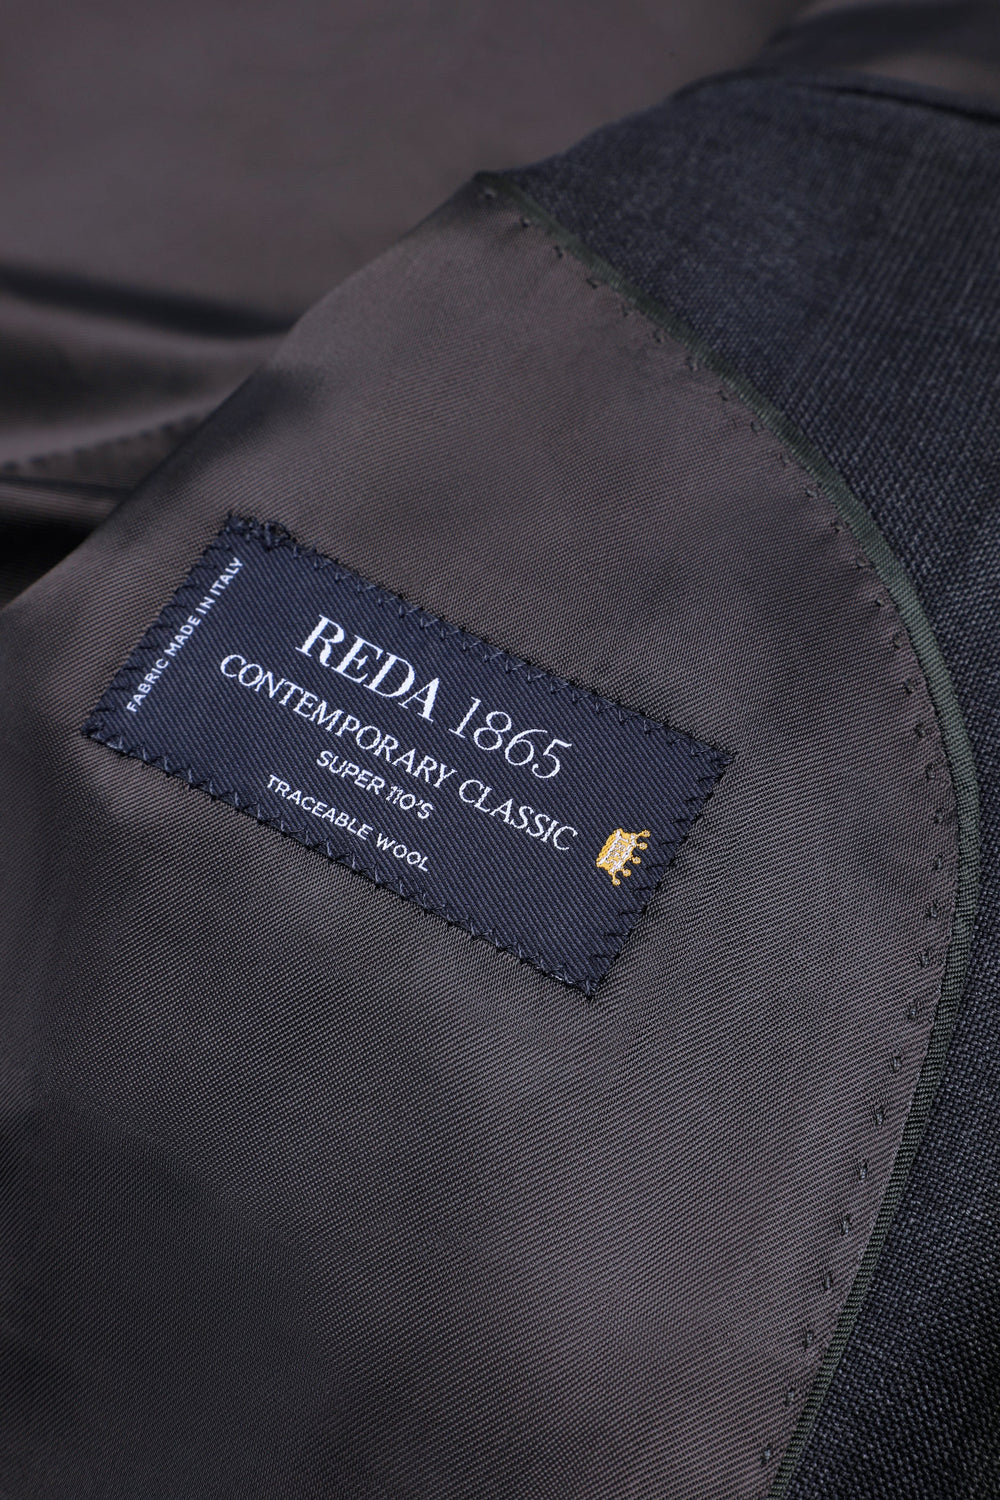 FABRIC MADE IN ITALY
REDA 1865
CONTEMPORARY CLASSIC
SUPER 110'S
TRACEABLE WOOL